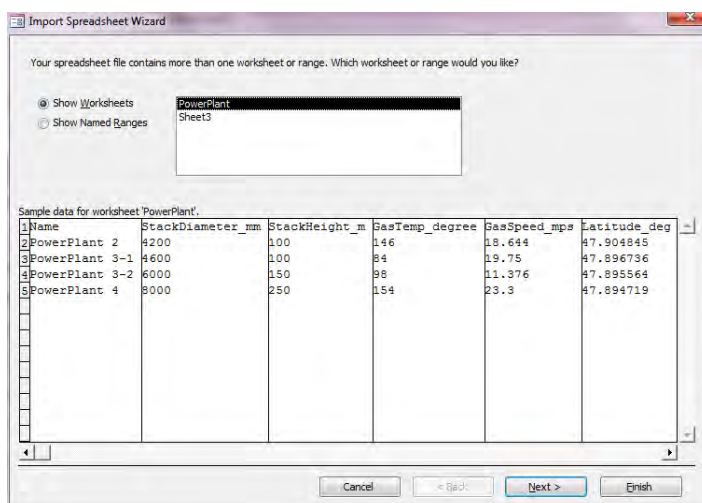 Import Spreadsheet Wizard
Your spreadsheet file contains more than one worksheet or range. Which worksheet or range would you like?
Show Worksheets
Show Named Ranges
PowerPlant
Sheet3
Sample data for worksheet 'PowerPlant'.
1 Name StackDiameter_mm StackHeight_m GasTemp_degree GasSpeed_mps Latitude_deg
2 PowerPlant 2 4200 100 146 18.644 47.904845
3 PowerPlant 3-1 4600 100 84 19.75 47.896736
4 PowerPlant 3-2 6000 150 98 11.376 47.895564
5 PowerPlant 4 8000 250 154 23.3 47.894719
Cancel < Back Next > Finish